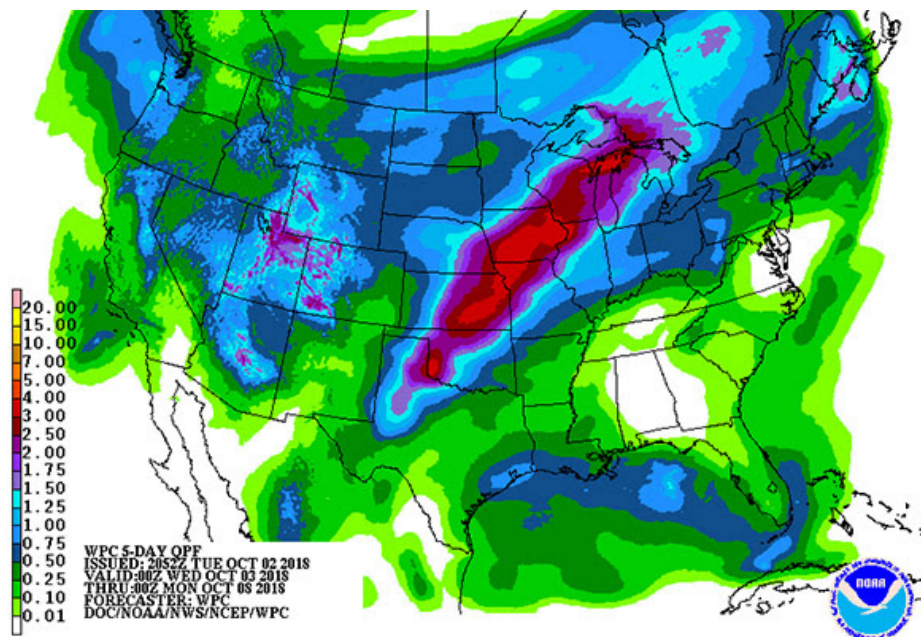 20.00
15.00
10.00
7.00
5.00
4.00
3.00
2.50
2.00
1.75
1.50
1.25
1.00
0.75
0.50
0.25
0.10
0.01
WPC 5-DAY QPF
ISSUED: 2052Z TUE OCT 02 2018
VALID:00Z WED OCT 03 2018
THRU:00Z MON OCT 08 2018
FORECASTER: WPC
DOC/NOAA/NWS/NCEP/WPC
NOAA